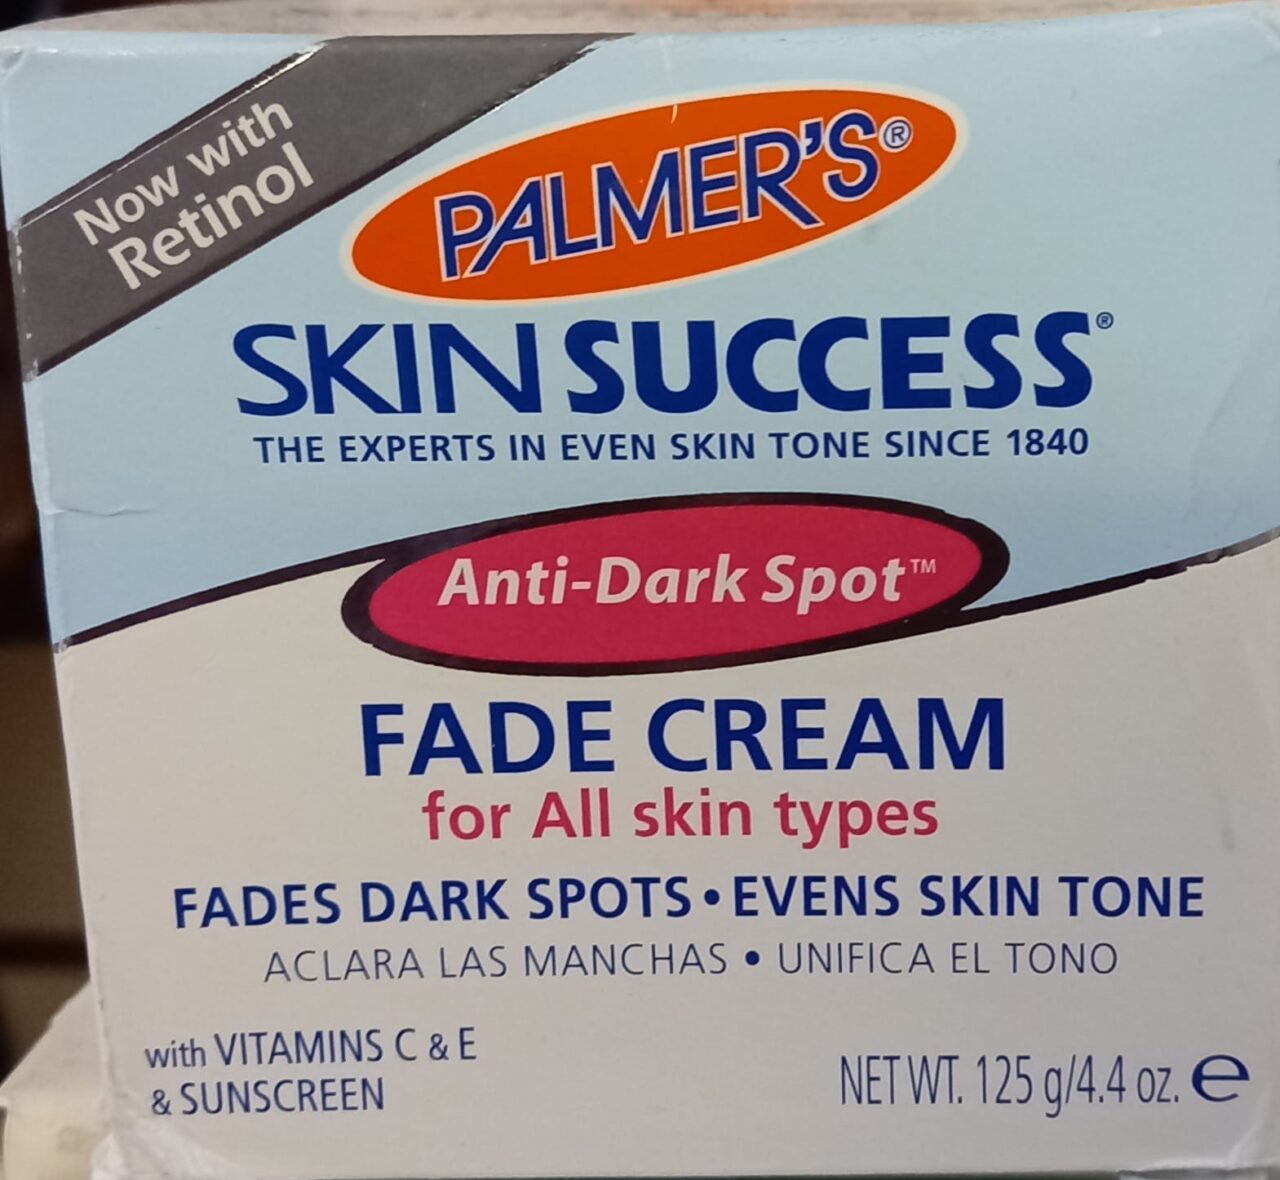 Now with
Retinol
PALMER'S®
SKIN SUCCESS®
THE EXPERTS IN EVEN SKIN TONE SINCE 1840
Anti-Dark Spot™
FADE CREAM
for All skin types
FADES DARK SPOTS • EVENS SKIN TONE
ACLARA LAS MANCHAS • UNIFICA EL TONO
with VITAMINS C & E
& SUNSCREEN
NET WT. 125 g/4.4 oz. ℮